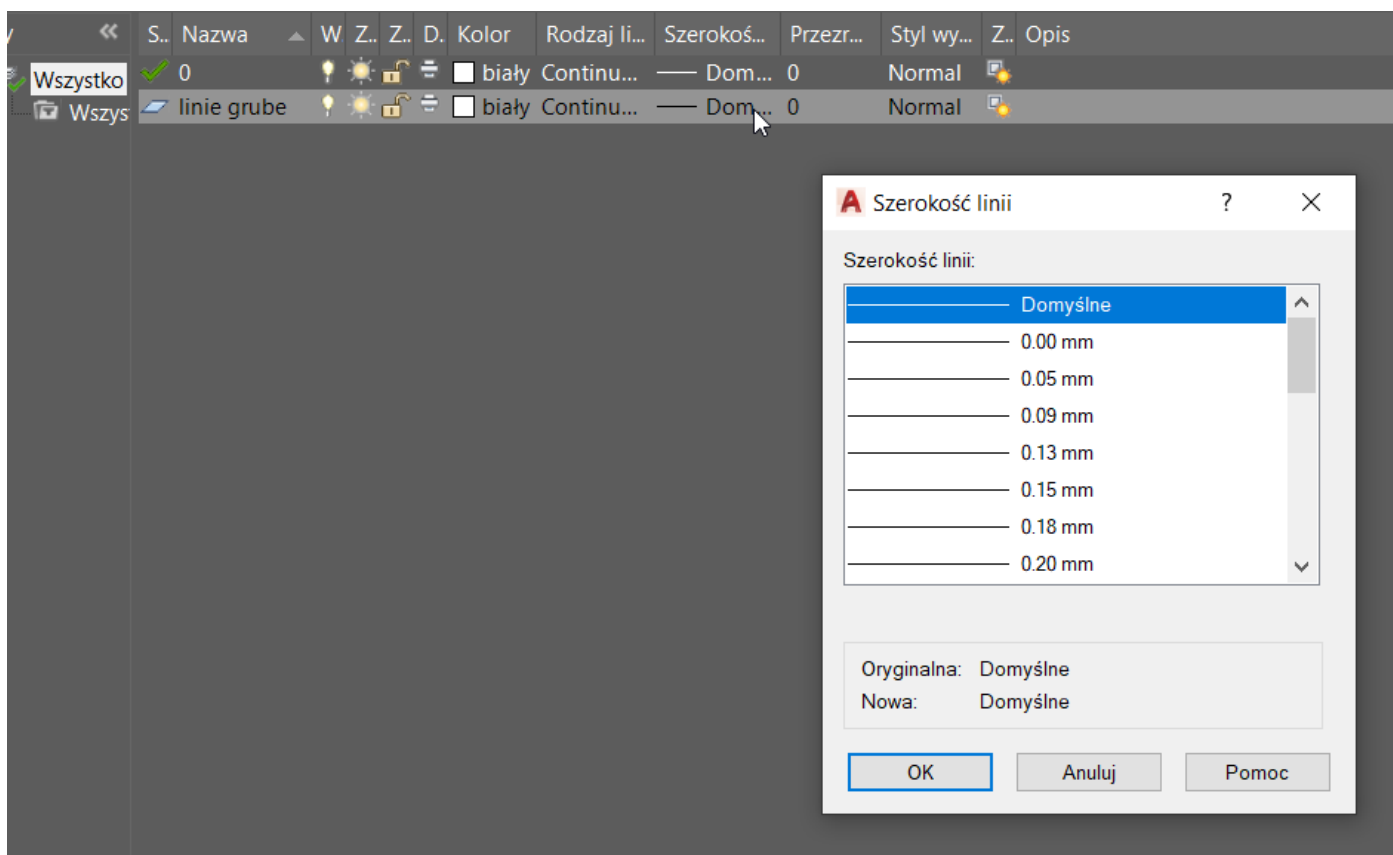 S.. Nazwa W Z.. Z.. D. Kolor Rodzaj li... Szerokoś... Przezr... Styl wy... Z.. Opis
Wszystko
Wszys
0 biały Continu... Dom... 0 Normal
linie grube biały Continu... Dom... 0 Normal
A Szerokość linii ?
Szerokość linii:
Domyślne
0.00 mm
0.05 mm
0.09 mm
0.13 mm
0.15 mm
0.18 mm
0.20 mm
Oryginalna: Domyślne
Nowa: Domyślne
OK Anuluj Pomoc